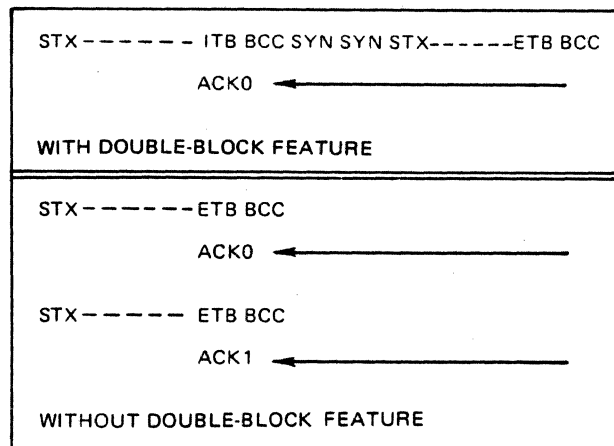 STX------- ITB BCC SYN SYN STX------ETB BCC
ACK0
WITH DOUBLE-BLOCK FEATURE
STX-------ETB BCC
ACK0
STX------ ETB BCC
ACK1
WITHOUT DOUBLE-BLOCK FEATURE